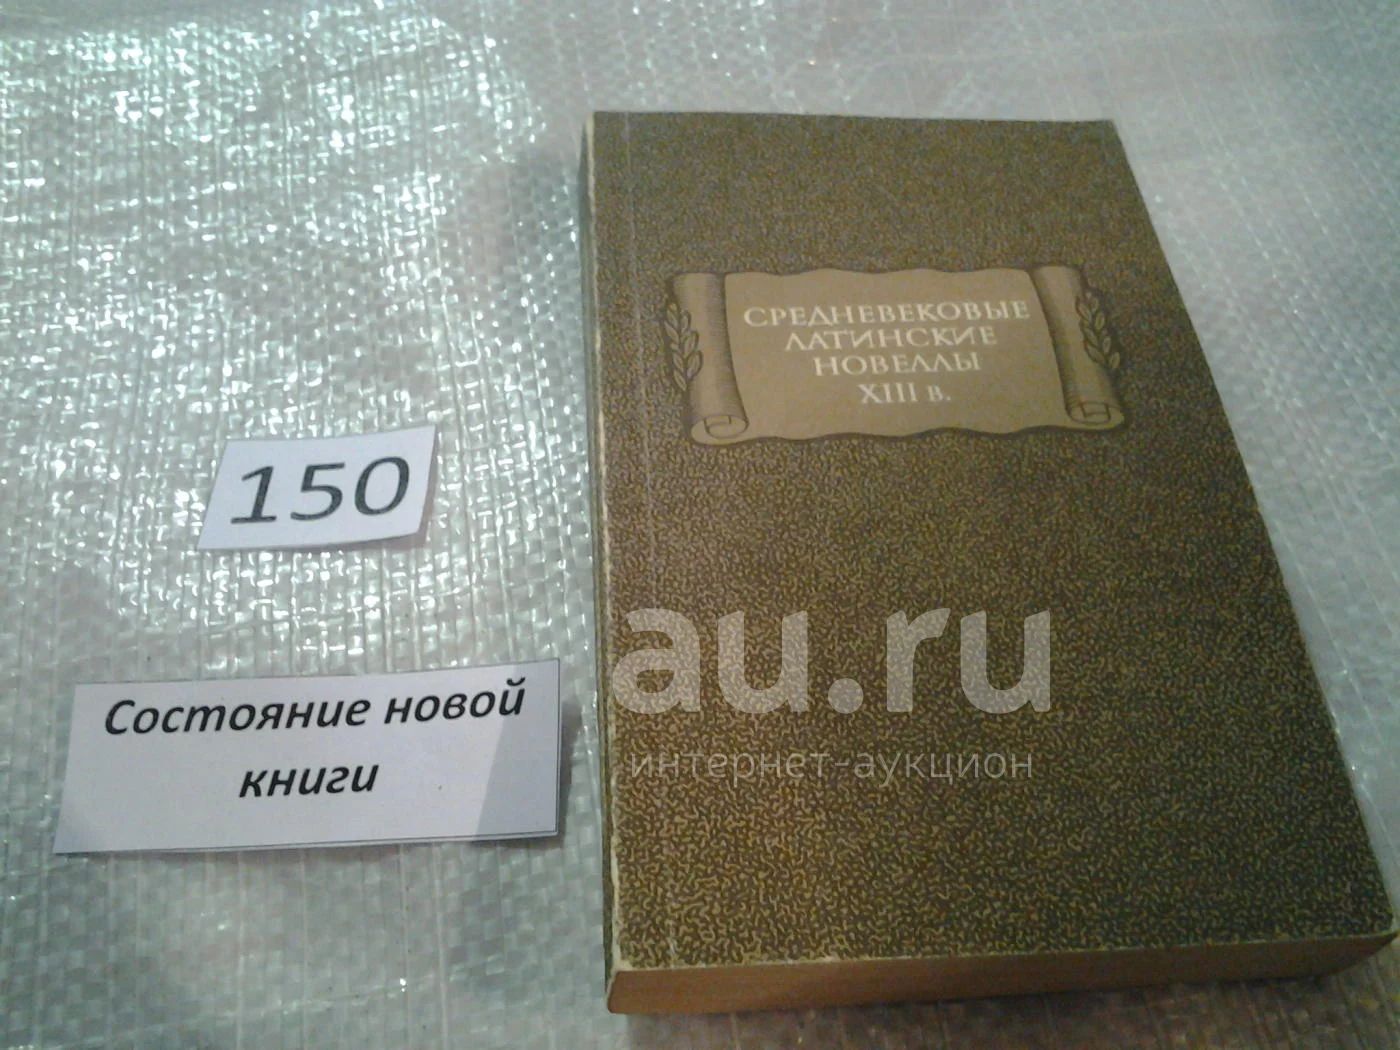 СРЕДНЕВЕКОВЫЕ
ЛАТИНСКИЕ
НОВЕЛЛЫ
XIII в.
150
Состояние новой
книги
au.ru
интернет-аукцион